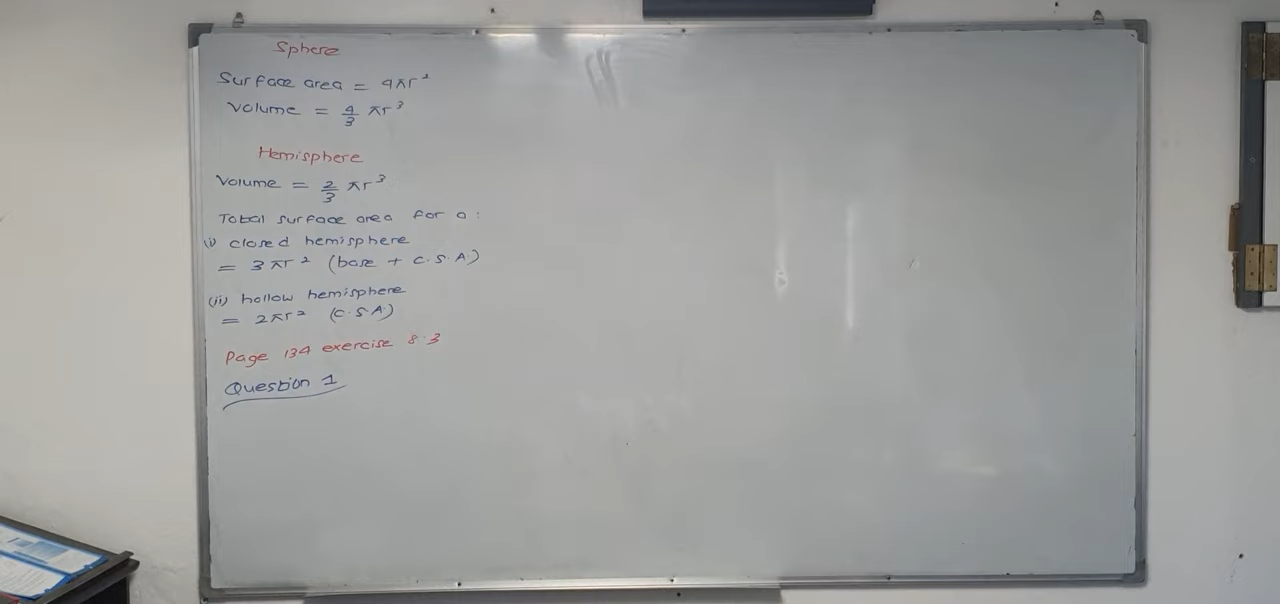 Sphere
Surface area = 4πr²
Volume = 4/3 πr³
Hemisphere
Volume = 2/3 πr³
Total surface area for a:
(i) closed hemisphere
= 3πr² (base + C.S.A.)
(ii) hollow hemisphere
= 2πr² (C.S.A.)
Page 134 exercise 8.3
Question 1